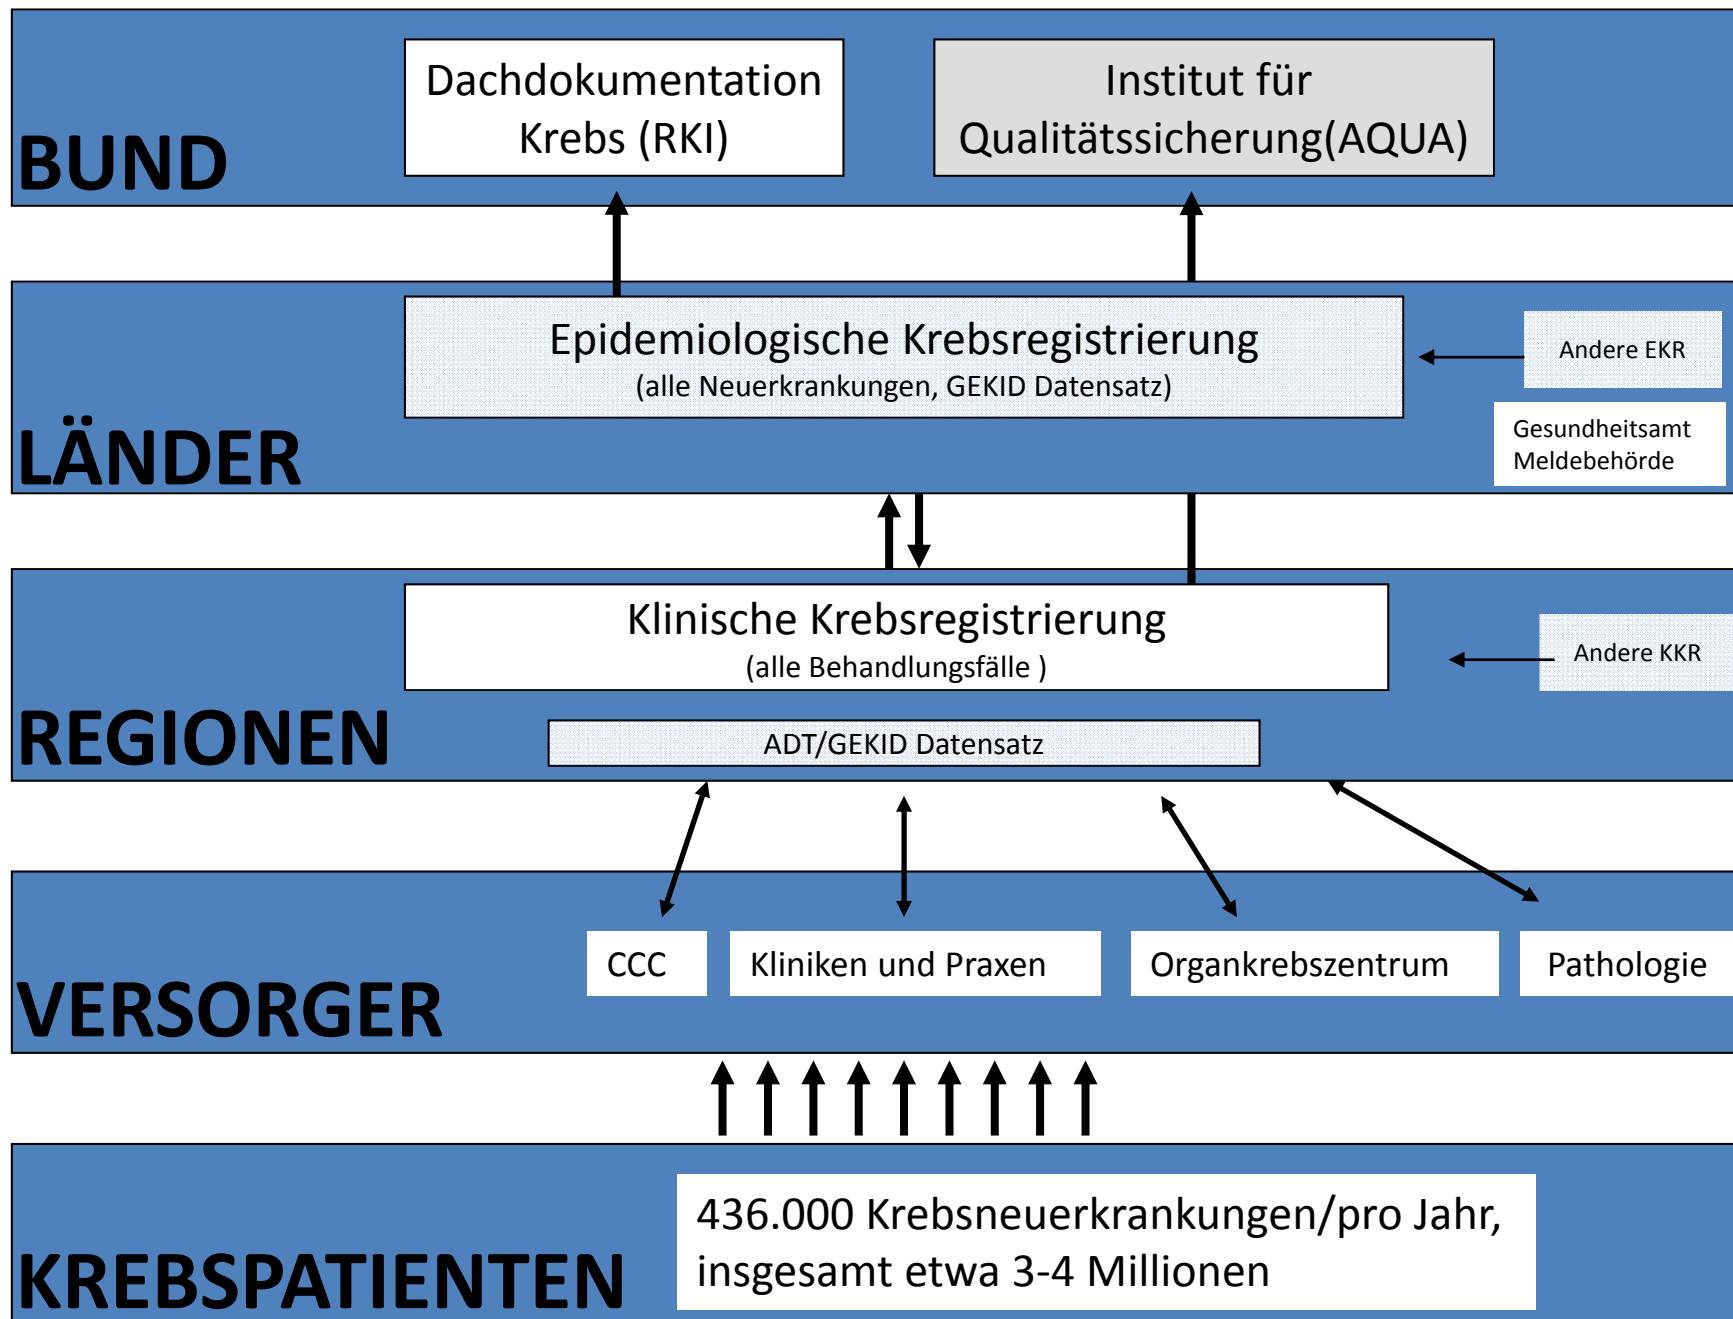 Dachdokumentation
Krebs (RKI)
Institut für
Qualitätssicherung(AQUA)
BUND
Epidemiologische Krebsregistrierung
(alle Neuerkrankungen, GEKID Datensatz)
Andere EKR
Gesundheitsamt
Meldebehörde
LÄNDER
Klinische Krebsregistrierung
(alle Behandlungsfälle )
Andere KKR
REGIONEN
ADT/GEKID Datensatz
CCC
Kliniken und Praxen
Organkrebszentrum
Pathologie
VERSORGER
436.000 Krebsneuerkrankungen/pro Jahr,
insgesamt etwa 3-4 Millionen
KREBSPATIENTEN